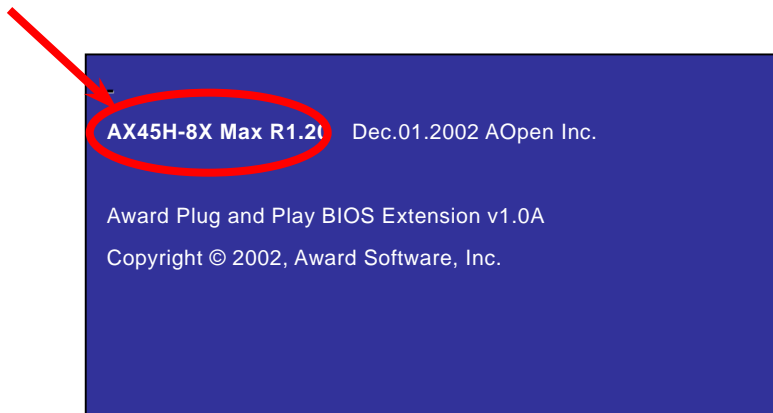 AX45H-8X Max R1.20 Dec.01.2002 AOpen Inc.
Award Plug and Play BIOS Extension v1.0A
Copyright © 2002, Award Software, Inc.